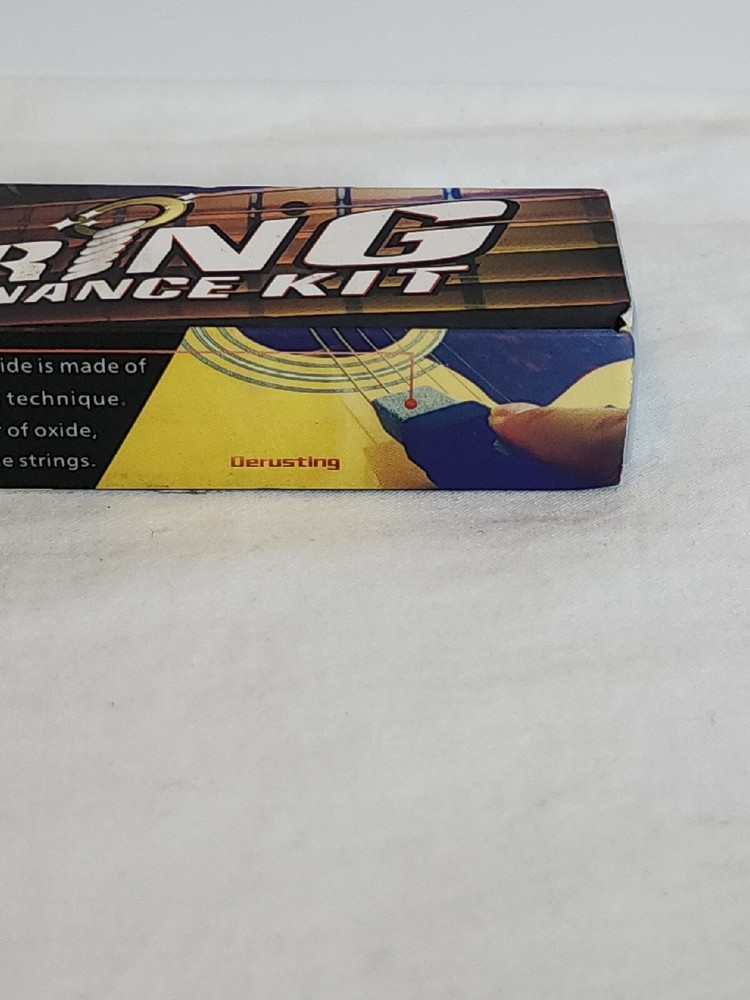 RING
NANCE KIT
ide is made of
technique.
of oxide,
e strings.
Derusting